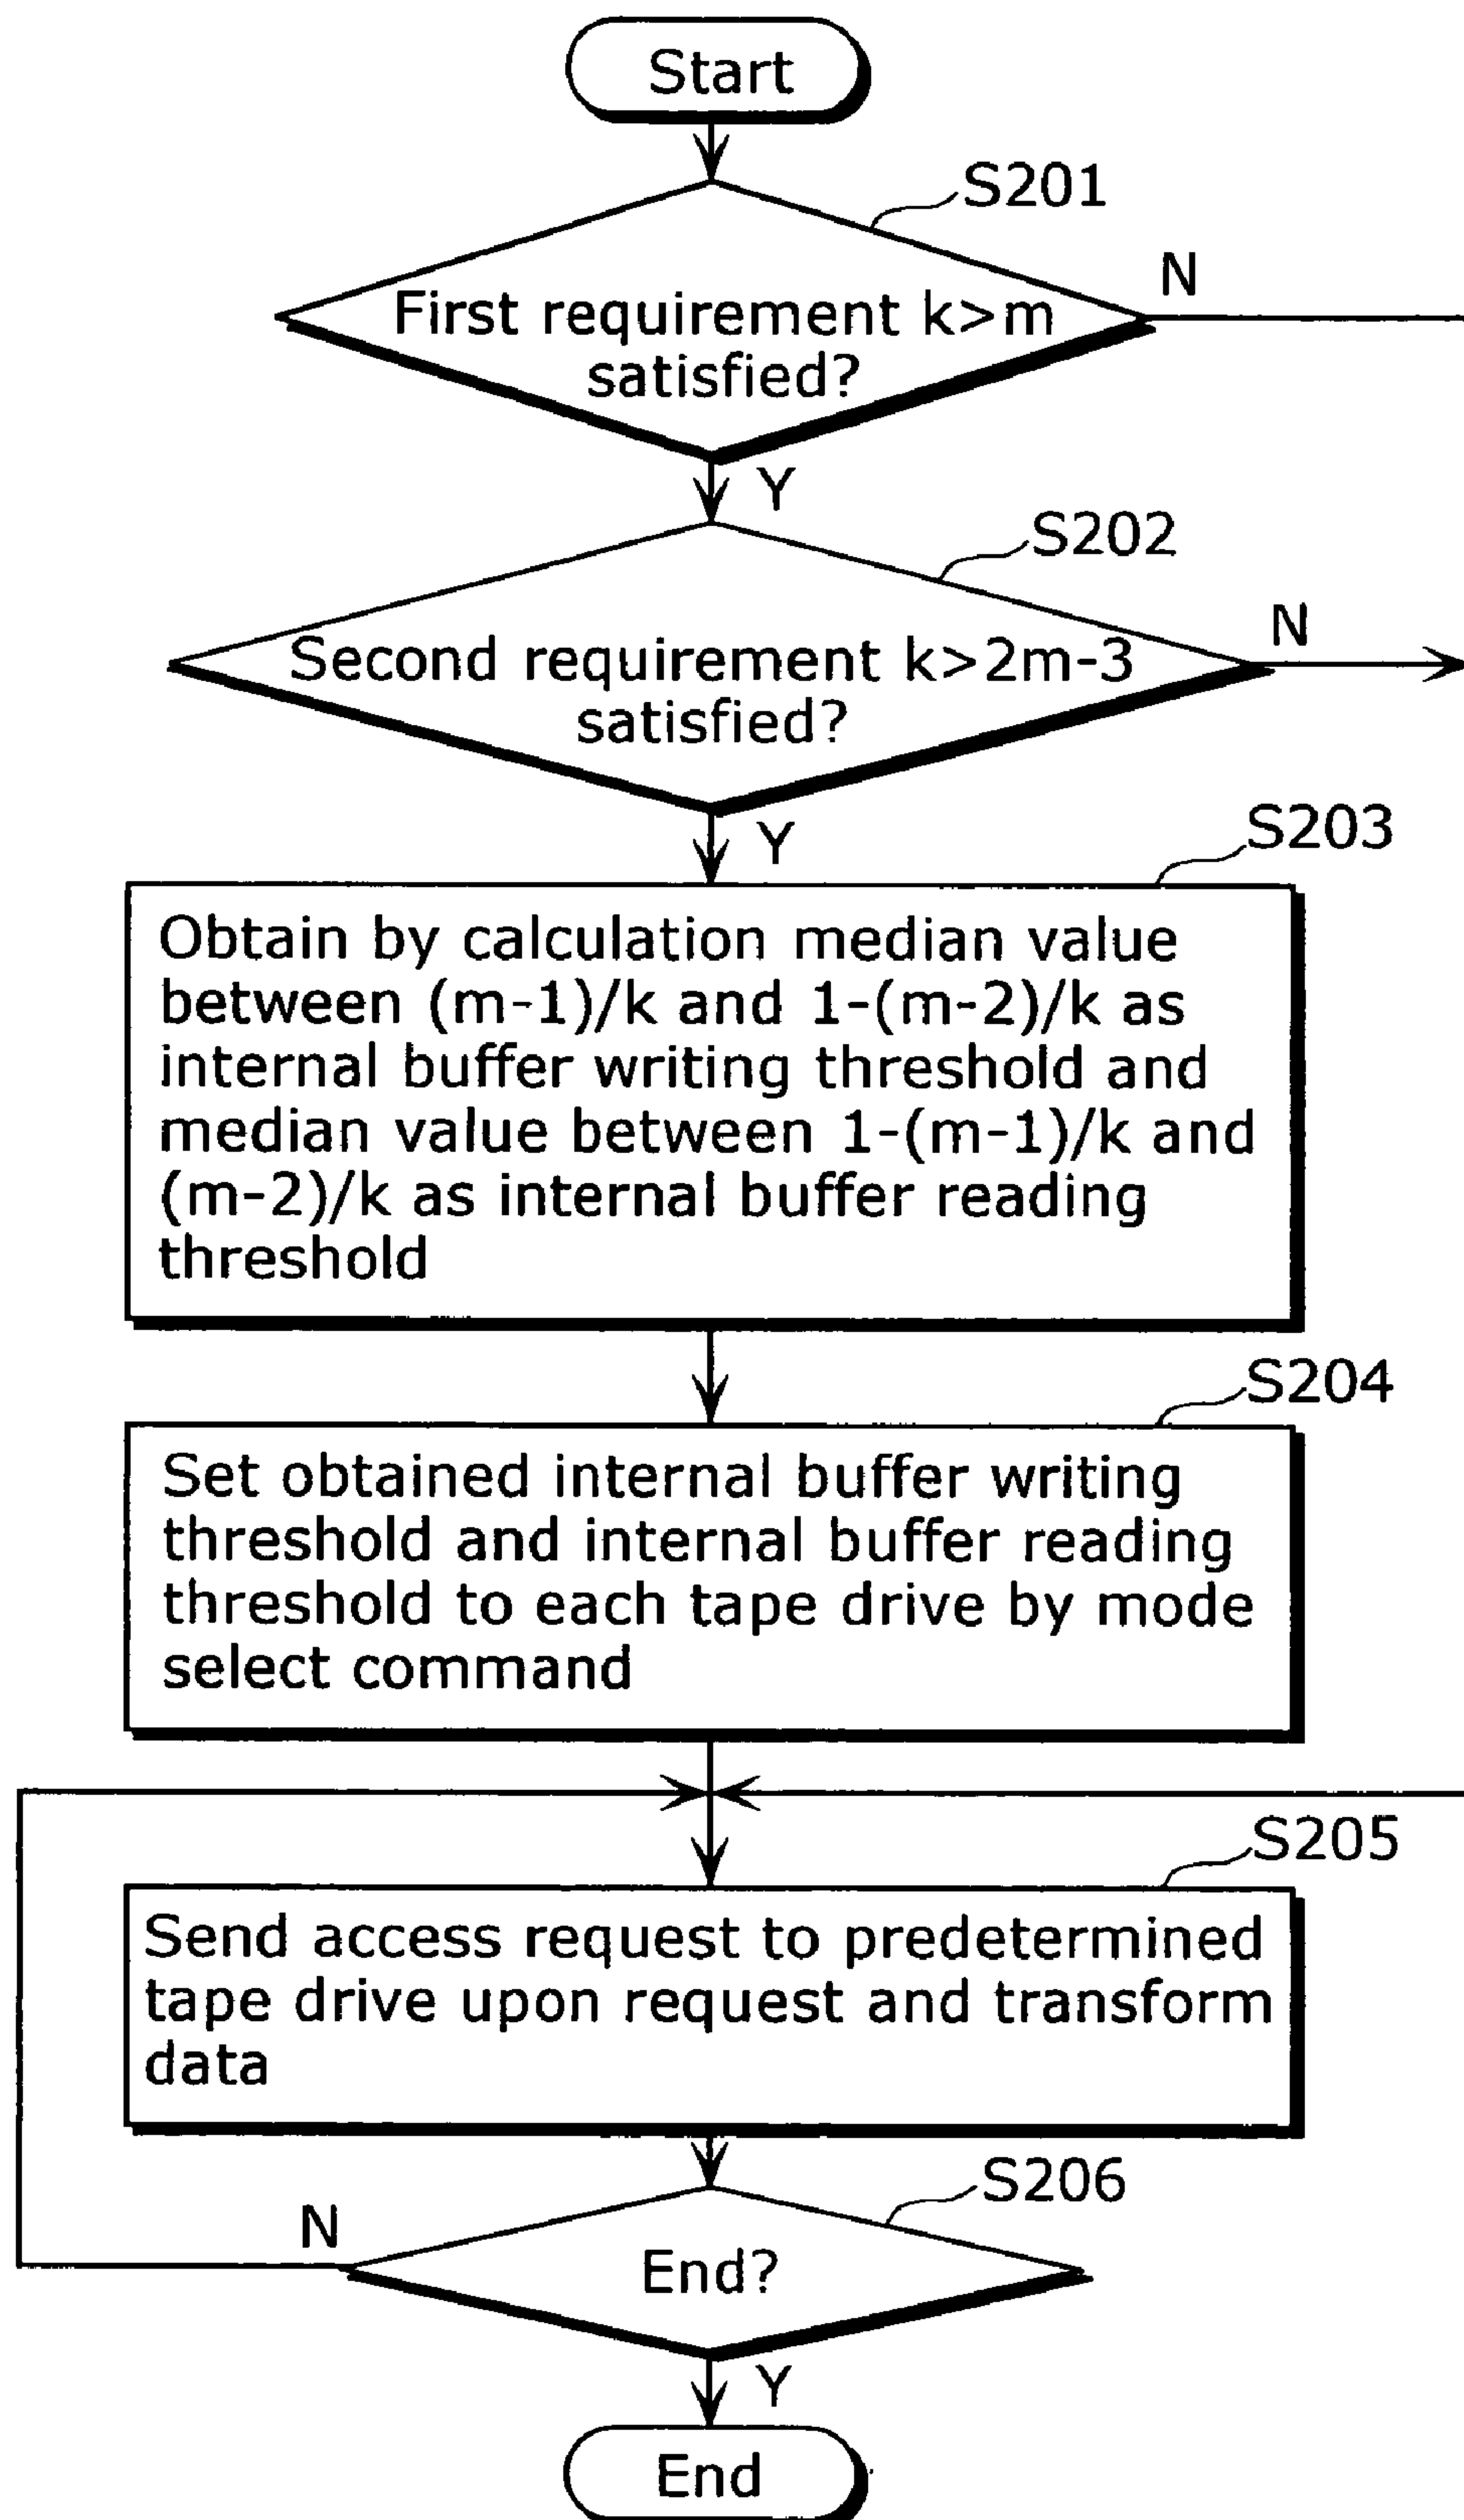 Start
S201
N
First requirement k>m
satisfied?
Y
S202
N
Second requirement k>2m-3
satisfied?
Y
S203
Obtain by calculation median value
between (m-1)/k and 1-(m-2)/k as
internal buffer writing threshold and
median value between 1-(m-1)/k and
(m-2)/k as internal buffer reading
threshold
S204
Set obtained internal buffer writing
threshold and internal buffer reading
threshold to each tape drive by mode
select command
S205
Send access request to predetermined
tape drive upon request and transform
data
S206
N
End?
Y
End